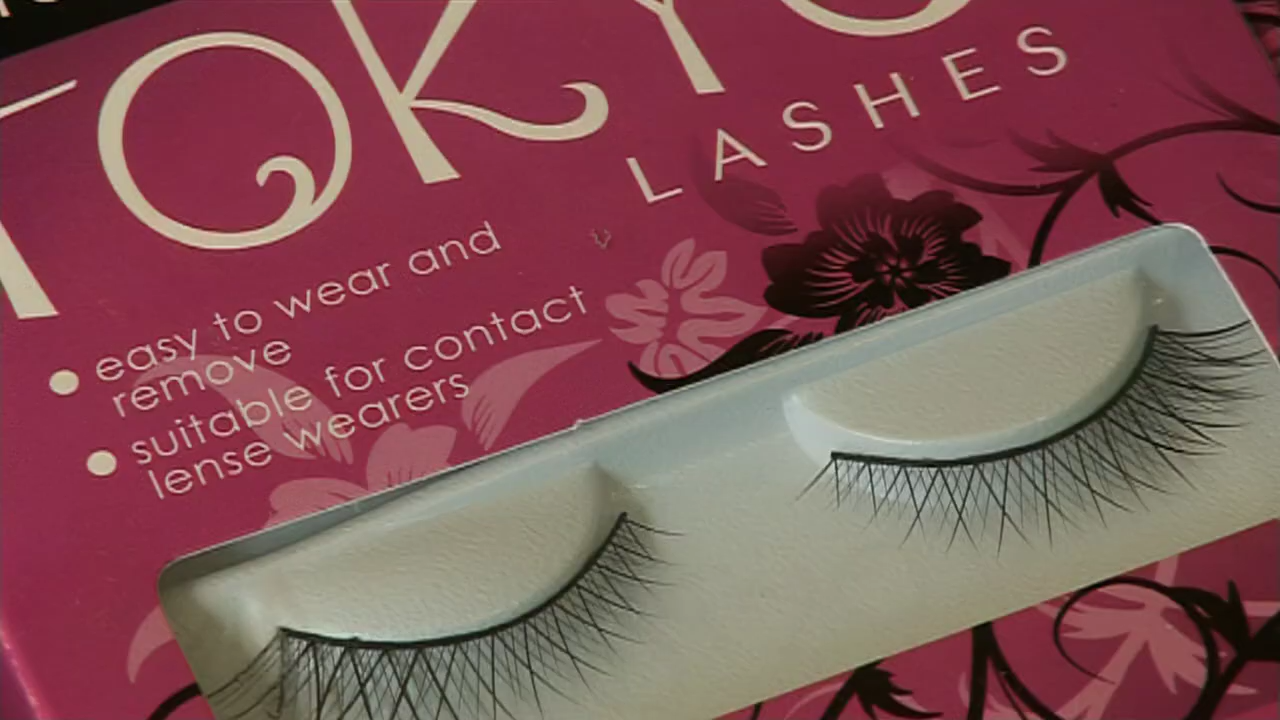 TOKYO
LASHES
easy to wear and
remove
suitable for contact
lense wearers